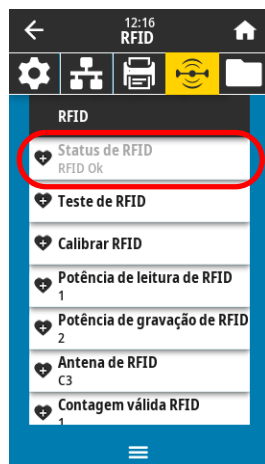 12:16
RFID
RFID
Status de RFID
RFID Ok
Teste de RFID
Calibrar RFID
Potência de leitura de RFID
1
Potência de gravação de RFID
2
Antena de RFID
C3
Contagem válida RFID
1